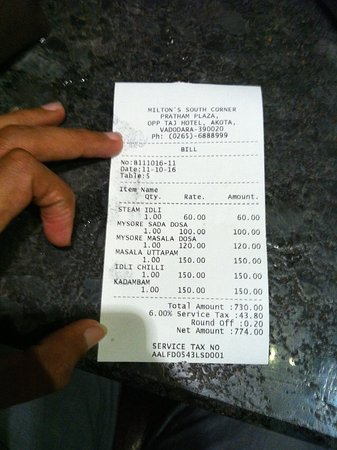 MILTON'S SOUTH CORNER
PRATHAM PLAZA,
OPP TAJ HOTEL, AKOTA,
VADODARA-390020
Ph: (0265)-6888999
BILL
No:B111016-11
Date:11-10-16
Table:5
Item Name
Qty. Rate. Amount.
STEAM IDLI
1.00 60.00 60.00
MYSORE SADA DOSA
1.00 100.00 100.00
MYSORE MASALA DOSA
1.00 120.00 120.00
MASALA UTTAPAM
1.00 150.00 150.00
IDLI CHILLI
1.00 150.00 150.00
KADAMBAM
1.00 150.00 150.00
Total Amount :730.00
6.00% Service Tax :43.80
Round Off :0.20
Net Amount :774.00
SERVICE TAX NO
AALFD0543LSD001